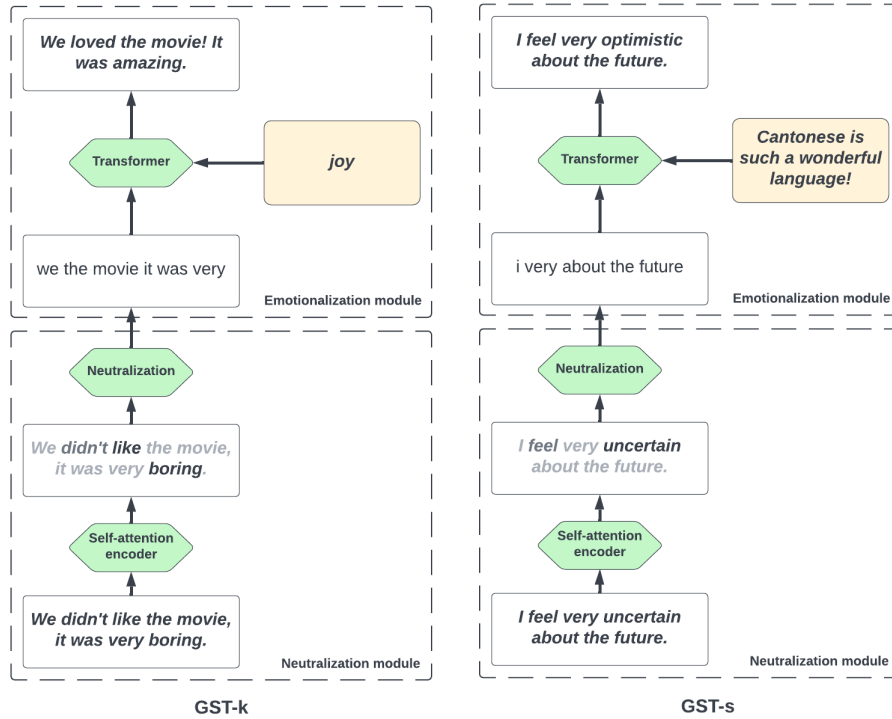 We loved the movie! It
was amazing.
Transformer
joy
we the movie it was very
Emotionalization module
Neutralization
We didn't like the movie,
it was very boring.
Self-attention
encoder
We didn't like the movie,
it was very boring.
Neutralization module
GST-k
I feel very optimistic
about the future.
Transformer
Cantonese is
such a wonderful
language!
i very about the future
Emotionalization module
Neutralization
I feel very uncertain
about the future.
Self-attention
encoder
I feel very uncertain
about the future.
Neutralization module
GST-s